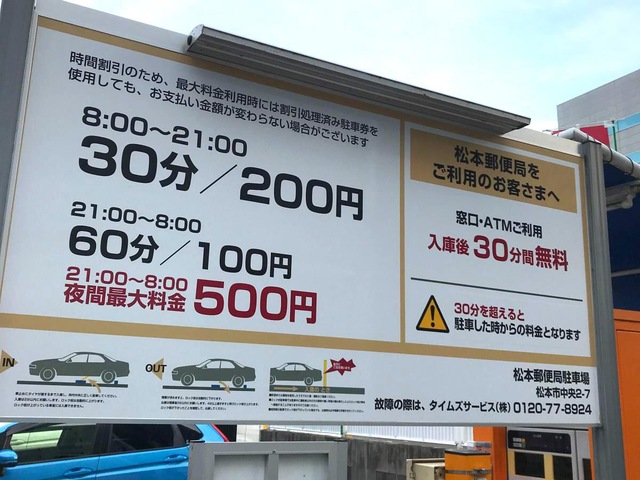 時間割引のため、最大料金利用時には割引処理済み駐車券を
使用しても、お支払い金額が変わらない場合がございます
8:00〜21:00
30分／200円
21:00〜8:00
60分／100円
21:00〜8:00
夜間最大料金 500円
松本郵便局を
ご利用のお客さまへ
窓口・ATMご利用
入庫後 30分間 無料
30分を超えると
駐車した時からの料金となります
IN
OUT
松本郵便局駐車場
松本市中央2-7
故障の際は、タイムズサービス(株) 0120-77-8924